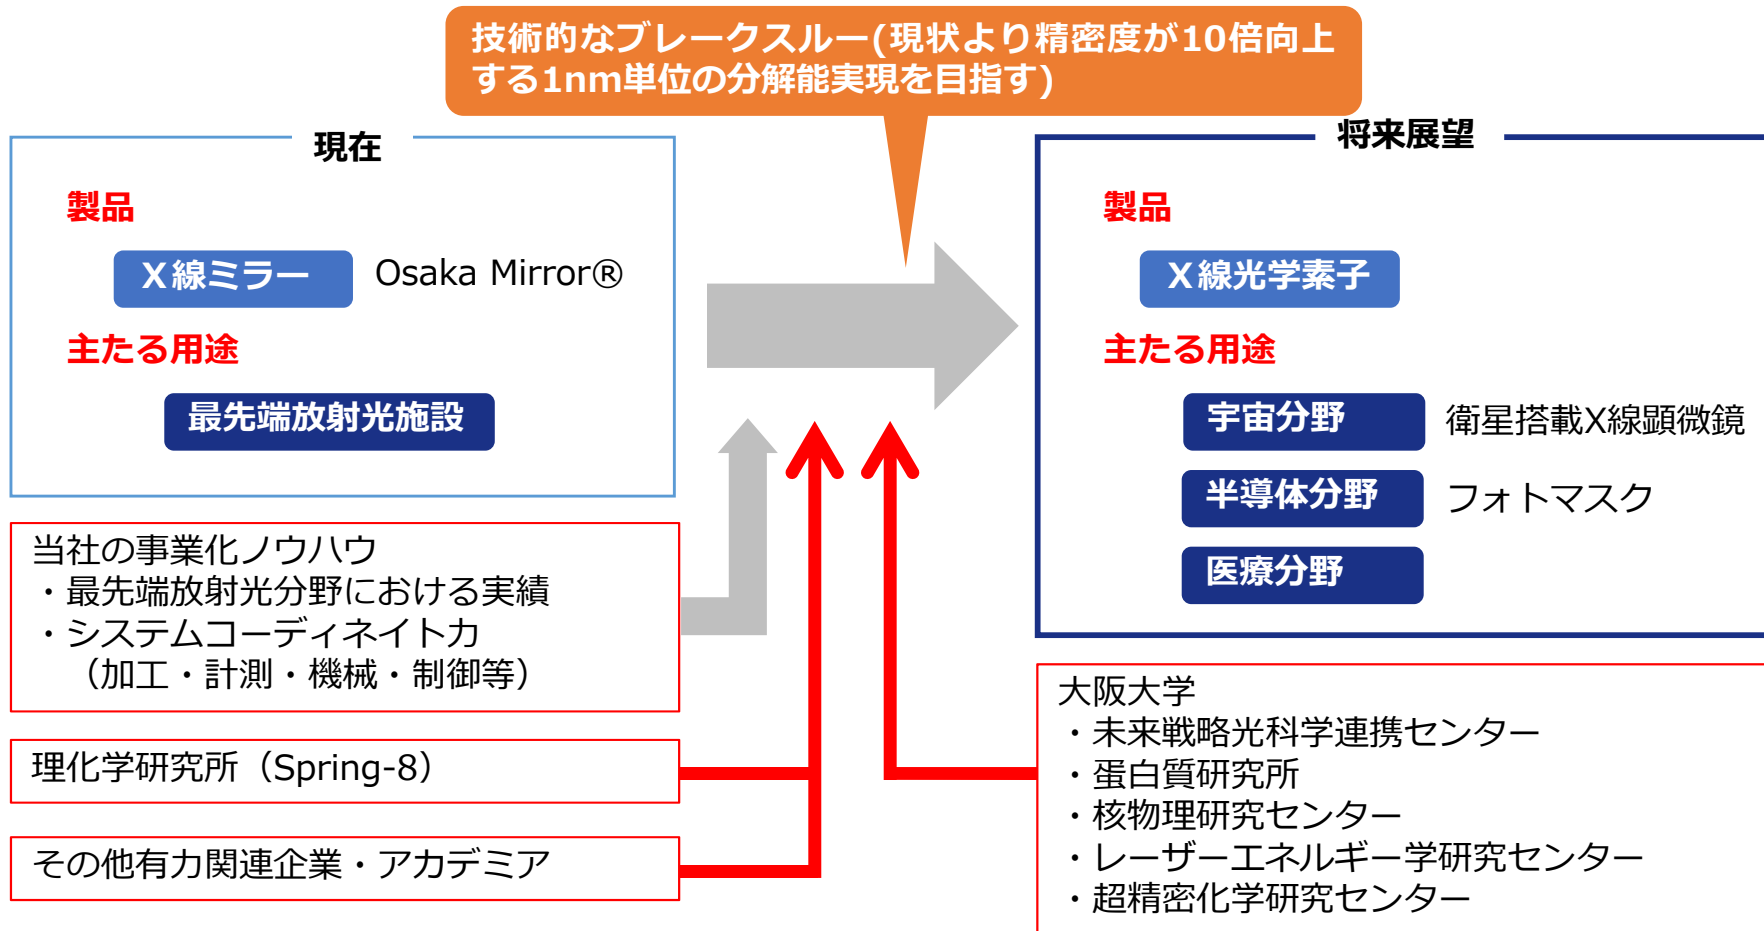 技術的なブレークスルー(現状より精密度が10倍向上
する1nm単位の分解能実現を目指す)
現在
製品
X線ミラー Osaka Mirror®
主たる用途
最先端放射光施設
将来展望
製品
X線光学素子
主たる用途
宇宙分野 衛星搭載X線顕微鏡
半導体分野 フォトマスク
医療分野
当社の事業化ノウハウ
・最先端放射光分野における実績
・システムコーディネイト力
（加工・計測・機械・制御等）
理化学研究所（Spring-8）
その他有力関連企業・アカデミア
大阪大学
・未来戦略光科学連携センター
・蛋白質研究所
・核物理研究センター
・レーザーエネルギー学研究センター
・超精密化学研究センター